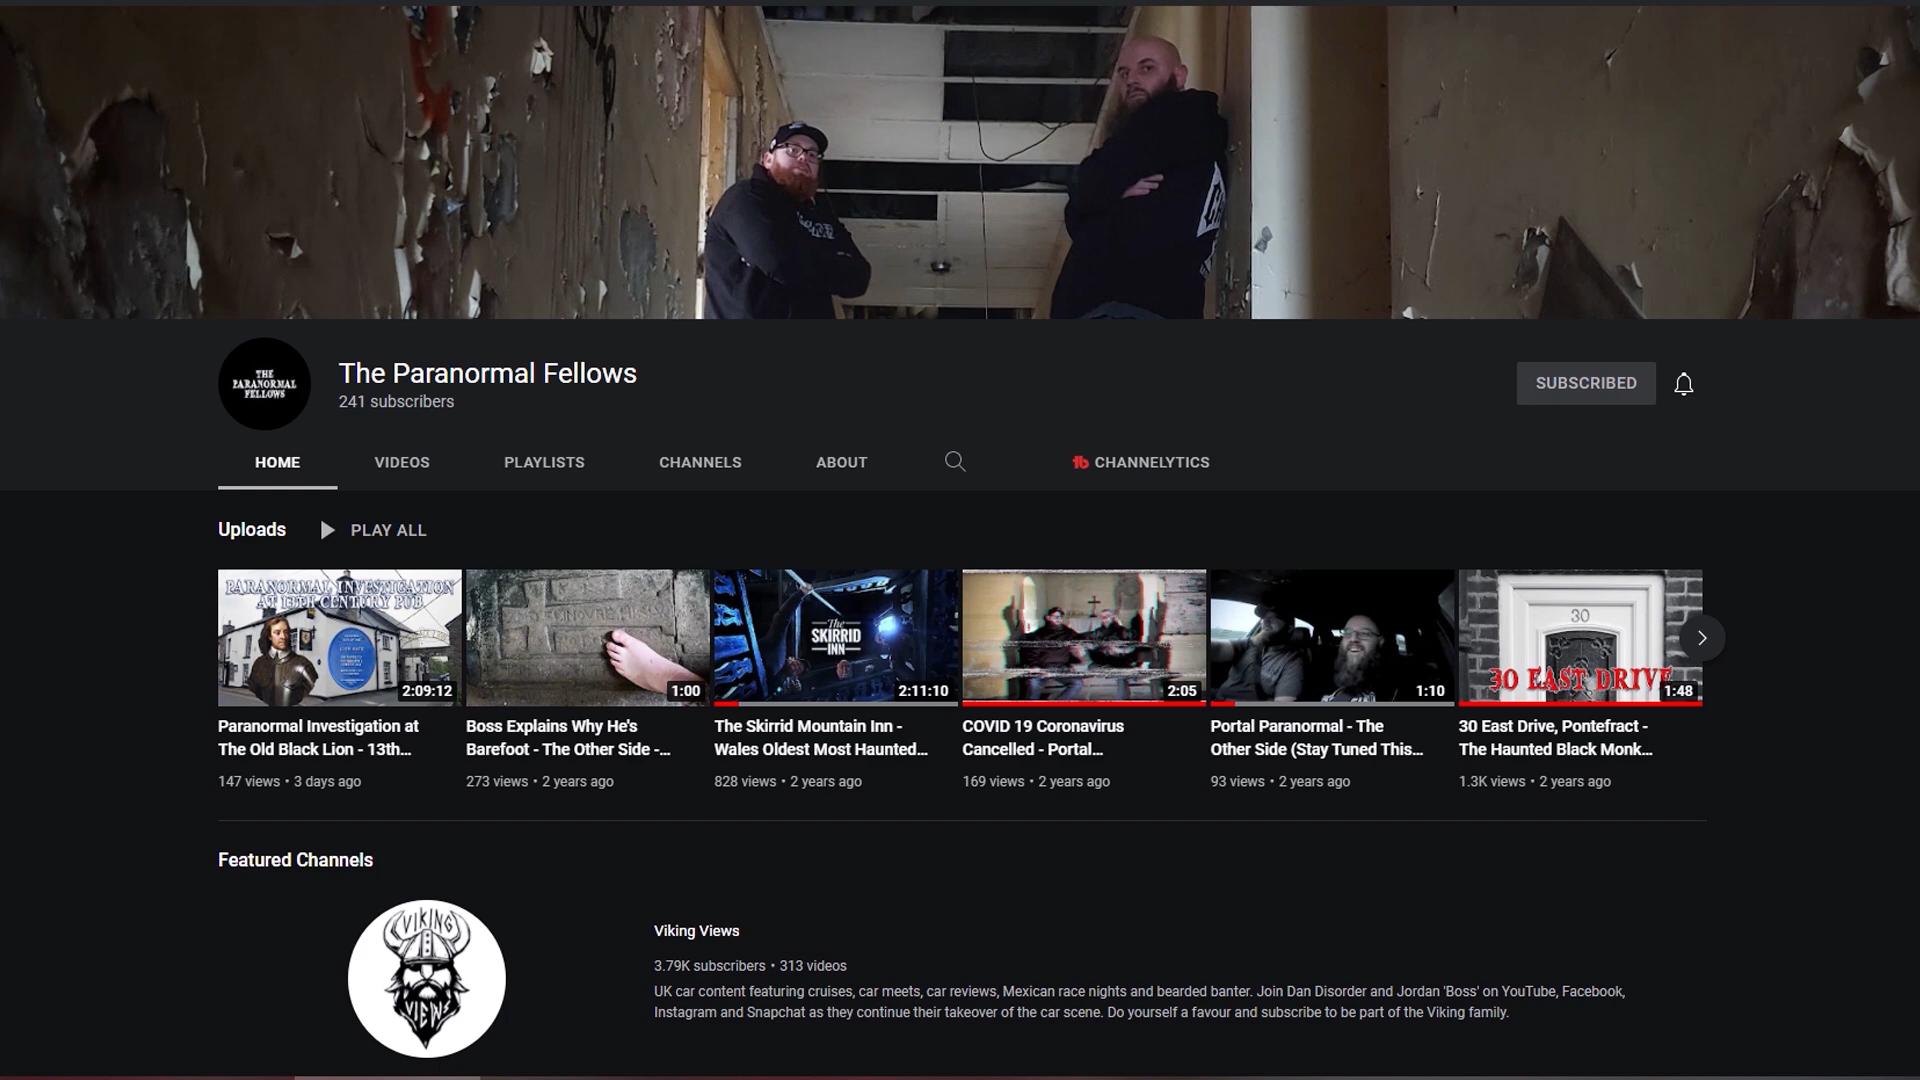 THE
PARANORMAL
FELLOWS
The Paranormal Fellows
241 subscribers
SUBSCRIBED
HOME
VIDEOS
PLAYLISTS
CHANNELS
ABOUT
CHANNELYTICS
Uploads
PLAY ALL
PARANORMAL INVESTIGATION
AT 13TH CENTURY PUB
2:09:12
Paranormal Investigation at
The Old Black Lion - 13th...
147 views • 3 days ago
1:00
Boss Explains Why He's
Barefoot - The Other Side -...
273 views • 2 years ago
The
SKIRRID
INN
2:11:10
The Skirrid Mountain Inn -
Wales Oldest Most Haunted...
828 views • 2 years ago
2:05
COVID 19 Coronavirus
Cancelled - Portal...
169 views • 2 years ago
1:10
Portal Paranormal - The
Other Side (Stay Tuned This...
93 views • 2 years ago
30
30 EAST DRIVE
1:48
30 East Drive, Pontefract -
The Haunted Black Monk...
1.3K views • 2 years ago
Featured Channels
VIKING
VIEWS
Viking Views
3.79K subscribers • 313 videos
UK car content featuring cruises, car meets, car reviews, Mexican race nights and bearded banter. Join Dan Disorder and Jordan 'Boss' on YouTube, Facebook,
Instagram and Snapchat as they continue their takeover of the car scene. Do yourself a favour and subscribe to be part of the Viking family.